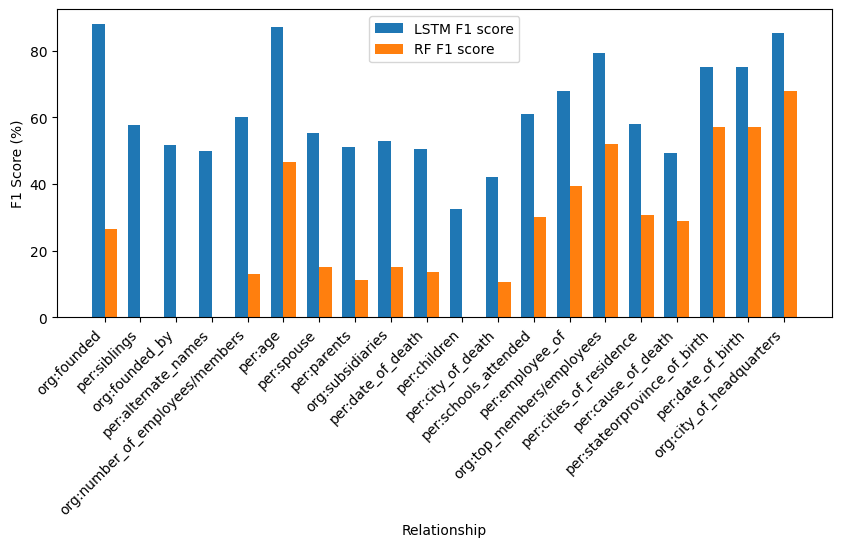 LSTM F1 score
RF F1 score
F1 Score (%)
80
60
40
20
0
org:founded
per:siblings
org:founded_by
per:alternate_names
org:number_of_employees/members
per:age
per:spouse
per:parents
org:subsidiaries
per:date_of_death
per:children
per:city_of_death
per:schools_attended
per:employee_of
org:top_members/employees
per:cities_of_residence
per:cause_of_death
per:stateorprovince_of_birth
per:date_of_birth
org:city_of_headquarters
Relationship